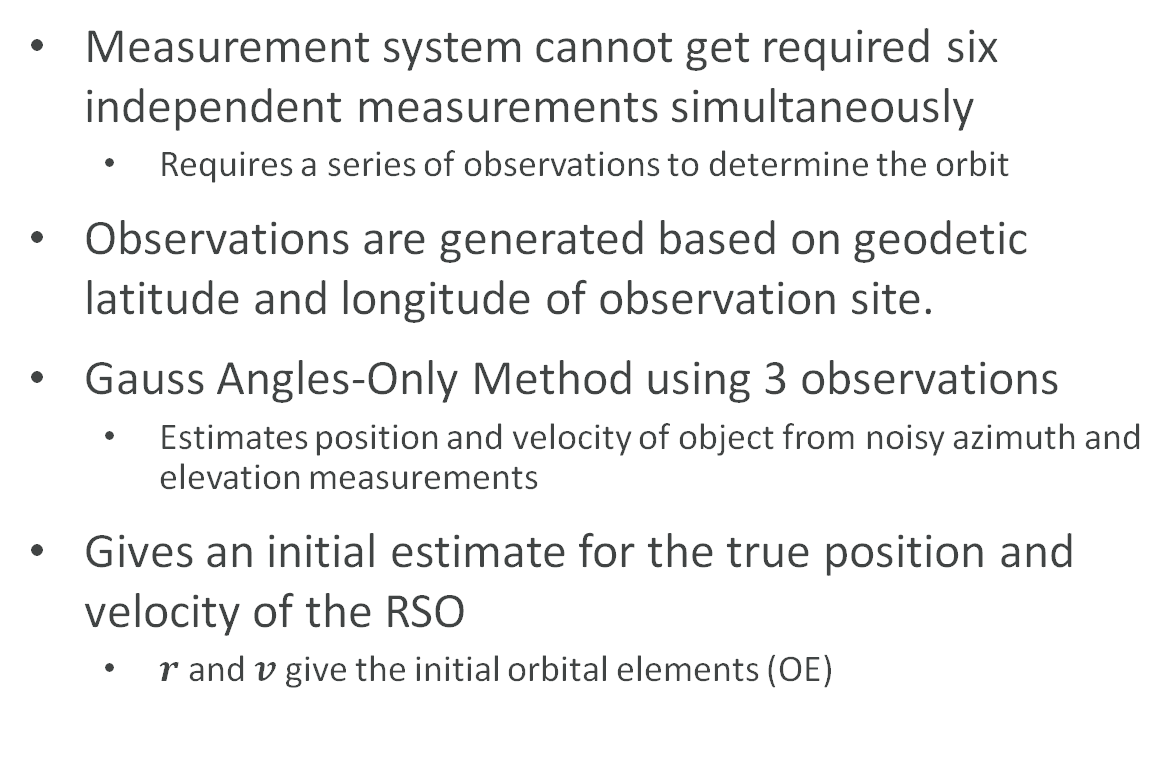 • Measurement system cannot get required six
independent measurements simultaneously
• Requires a series of observations to determine the orbit
• Observations are generated based on geodetic
latitude and longitude of observation site.
• Gauss Angles-Only Method using 3 observations
• Estimates position and velocity of object from noisy azimuth and
elevation measurements
• Gives an initial estimate for the true position and
velocity of the RSO
• r and v give the initial orbital elements (OE)